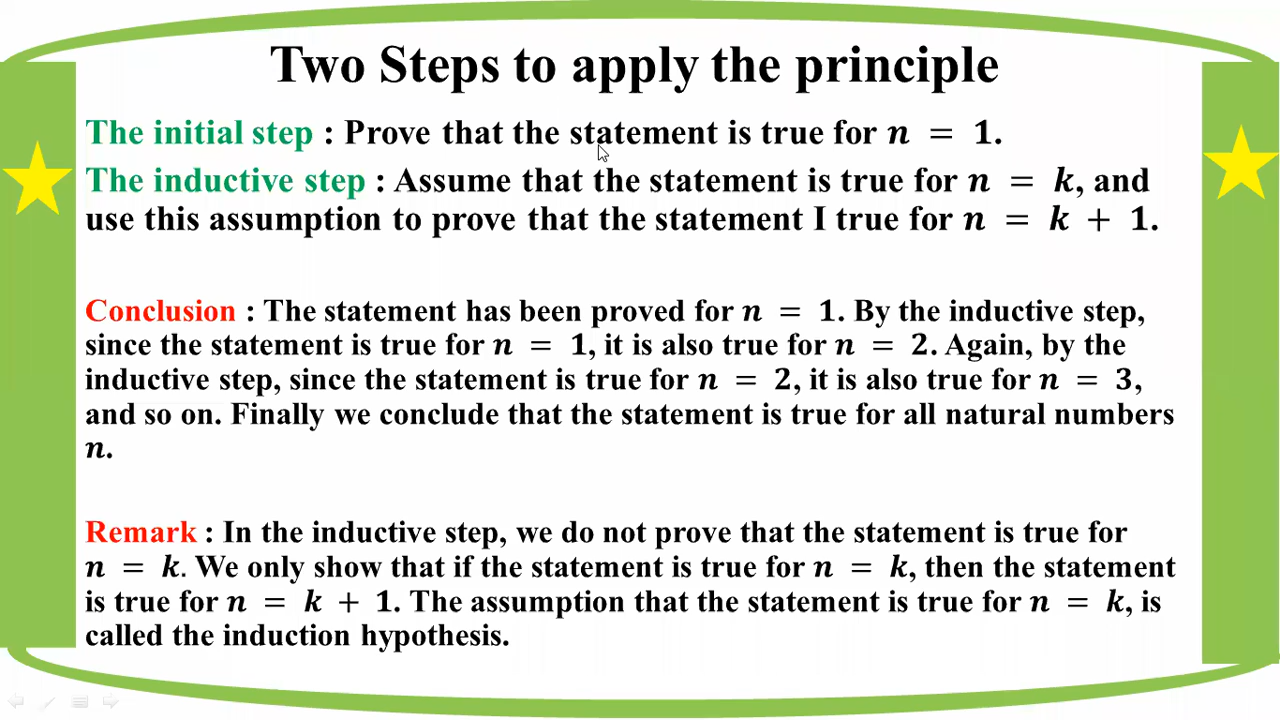 Two Steps to apply the principle
The initial step : Prove that the statement is true for n = 1.
The inductive step : Assume that the statement is true for n = k, and
use this assumption to prove that the statement I true for n = k + 1.
Conclusion : The statement has been proved for n = 1. By the inductive step,
since the statement is true for n = 1, it is also true for n = 2. Again, by the
inductive step, since the statement is true for n = 2, it is also true for n = 3,
and so on. Finally we conclude that the statement is true for all natural numbers
n.
Remark : In the inductive step, we do not prove that the statement is true for
n = k. We only show that if the statement is true for n = k, then the statement
is true for n = k + 1. The assumption that the statement is true for n = k, is
called the induction hypothesis.